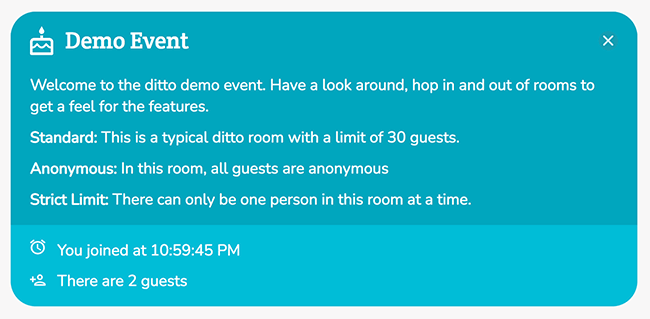 Demo Event
Welcome to the ditto demo event. Have a look around, hop in and out of rooms to
get a feel for the features.
Standard: This is a typical ditto room with a limit of 30 guests.
Anonymous: In this room, all guests are anonymous
Strict Limit: There can only be one person in this room at a time.
You joined at 10:59:45 PM
There are 2 guests